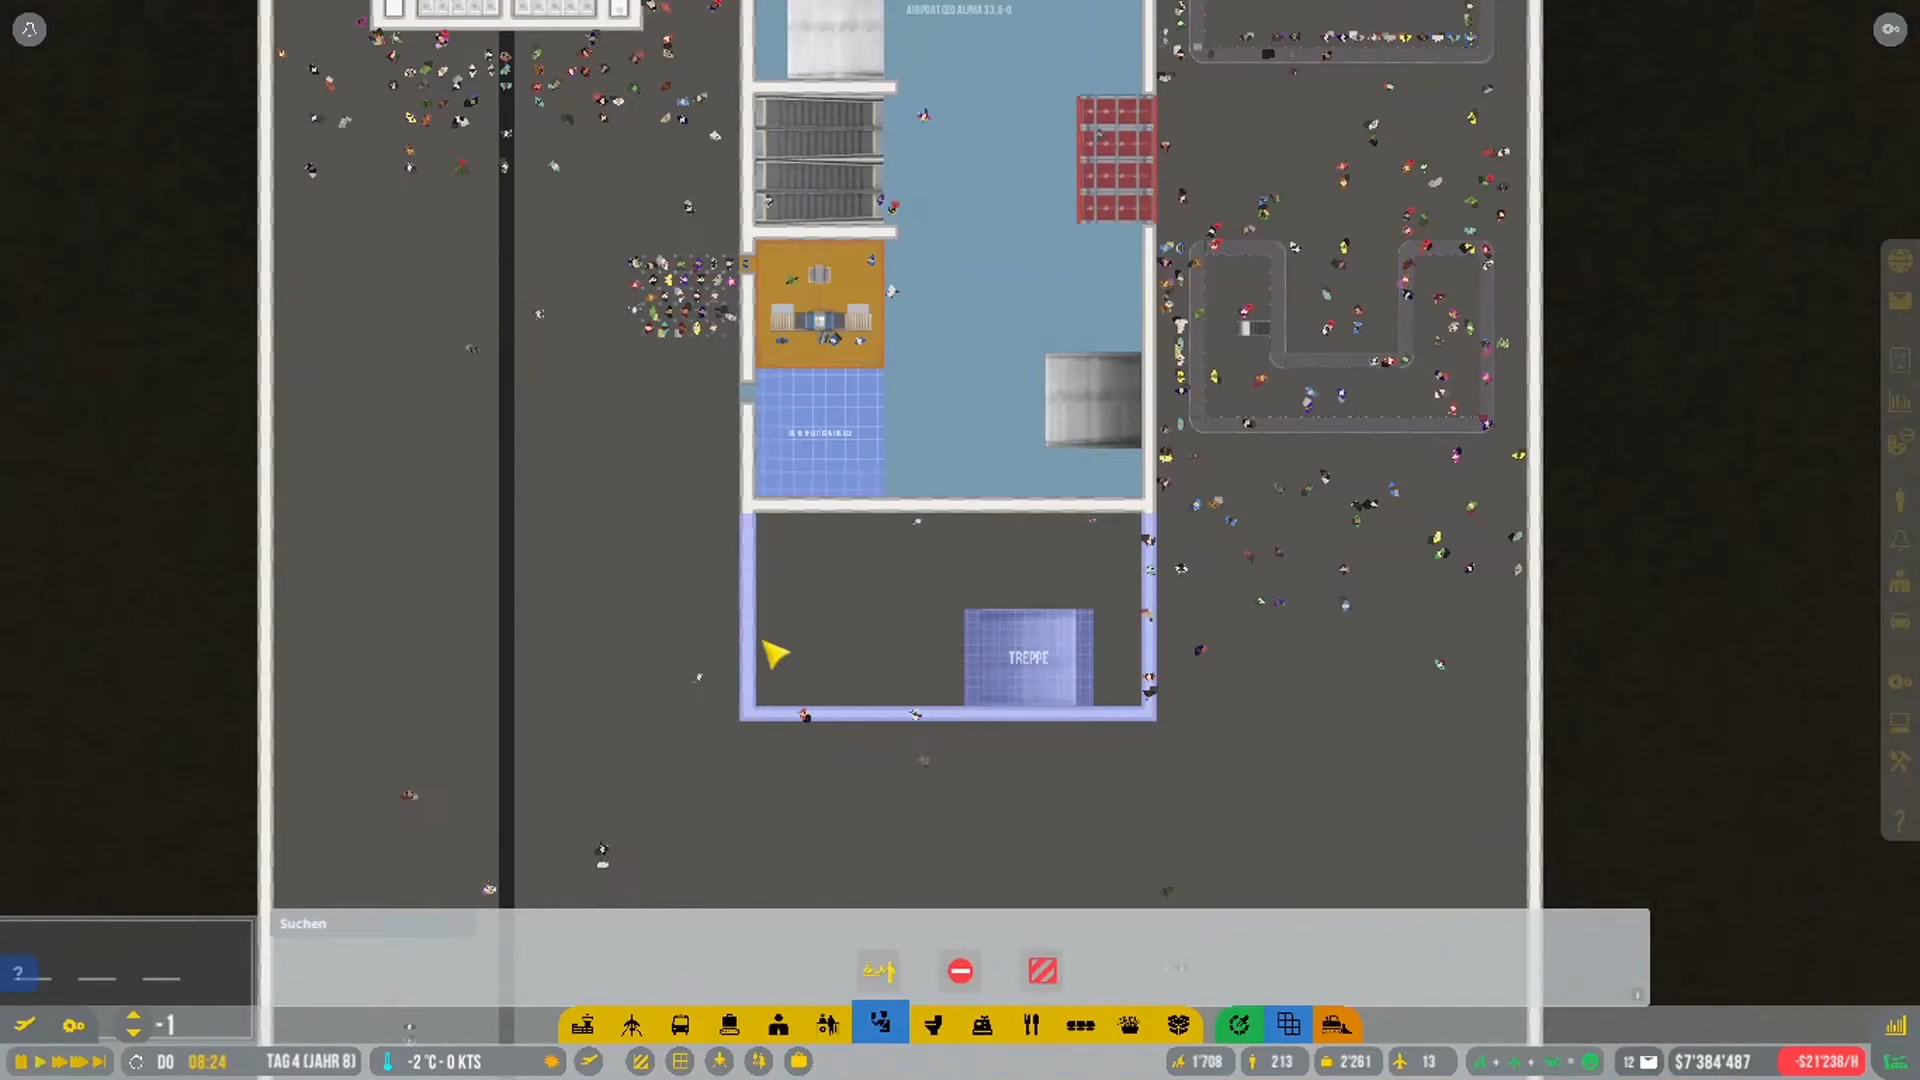 AIRPORT CEO ALPHA 33.6-0
TREPPE
Suchen
-1
DO 08:24
TAG 4 (JAHR 8)
-2 °C - 0 KTS
1'708
213
2'261
13
12
$7'384'487
-$21'238/H